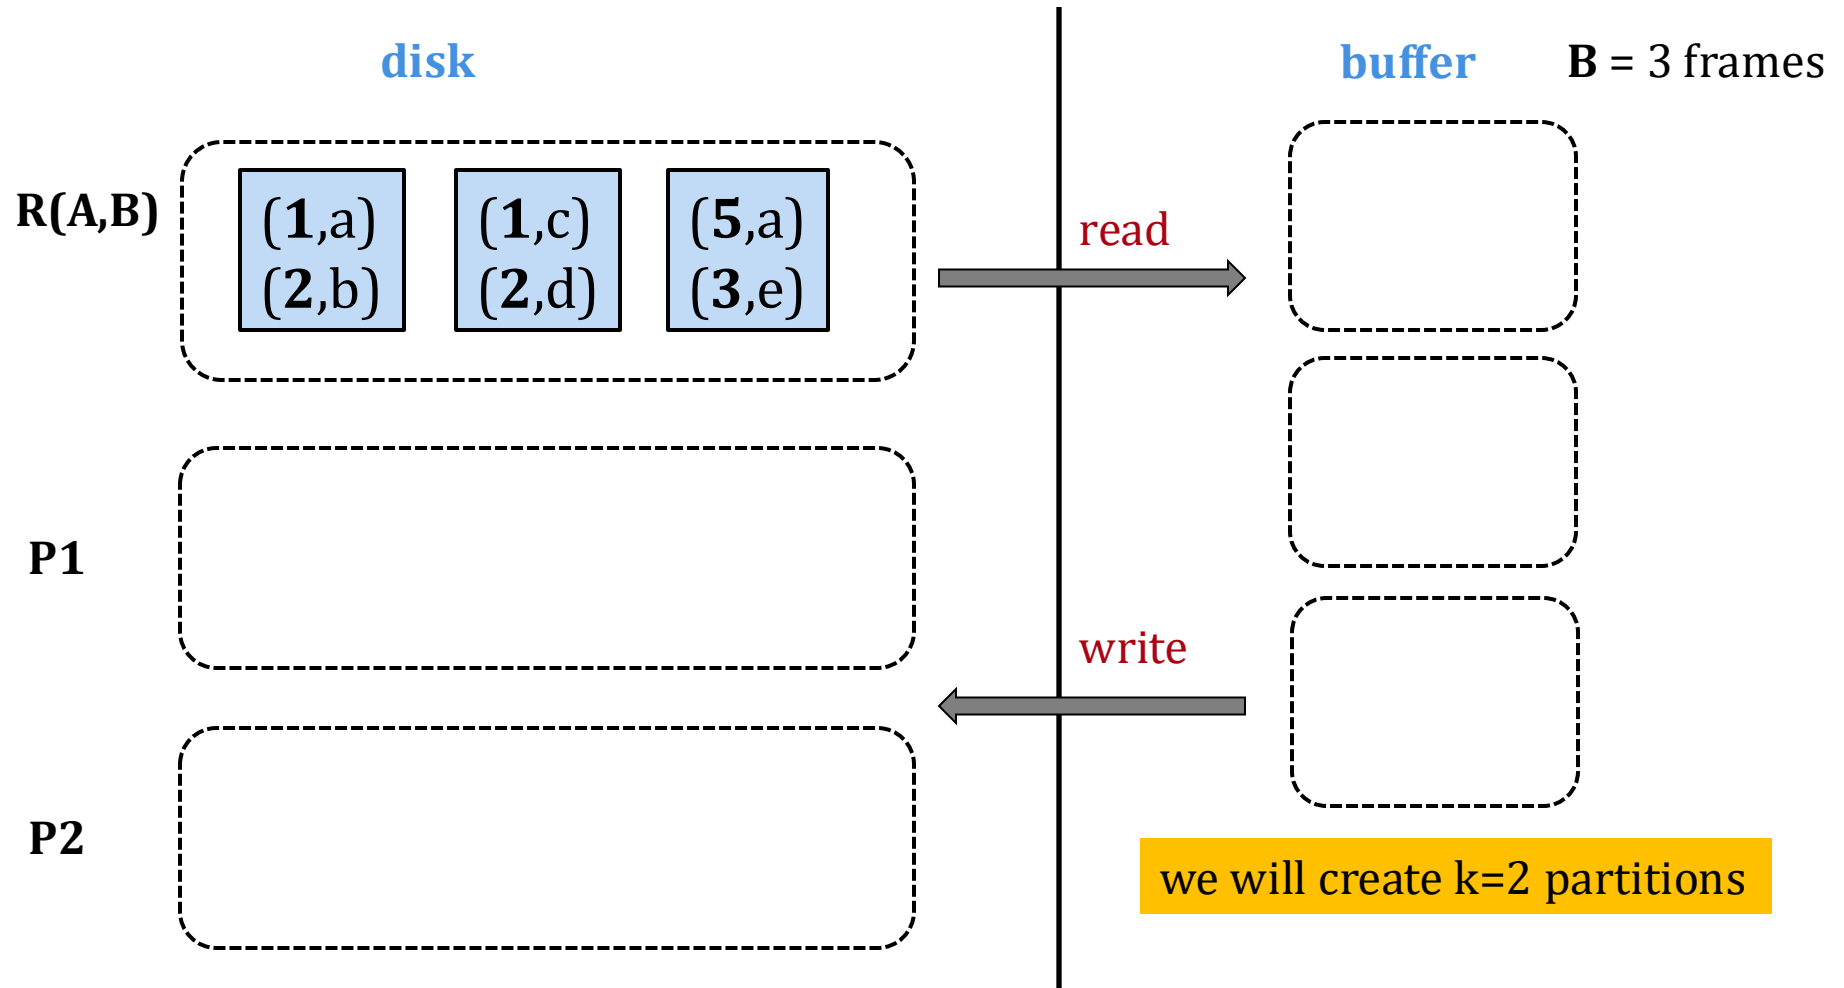 disk
buffer
B = 3 frames
R(A,B)
(1,a)
(2,b)
(1,c)
(2,d)
(5,a)
(3,e)
read
P1
write
P2
we will create k=2 partitions